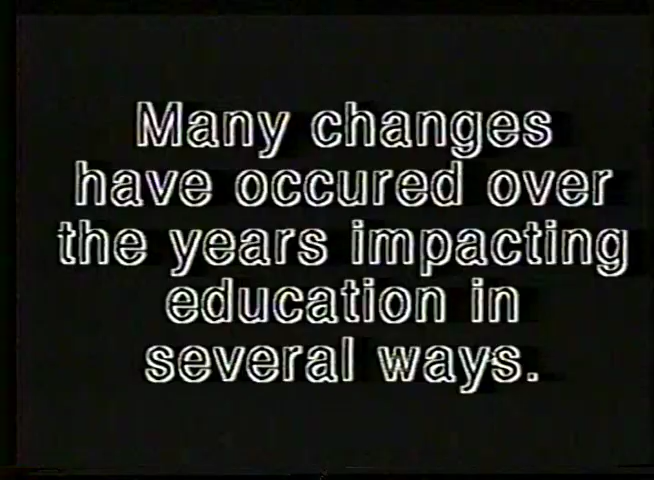 Many changes
have occured over
the years impacting
education in
several ways.